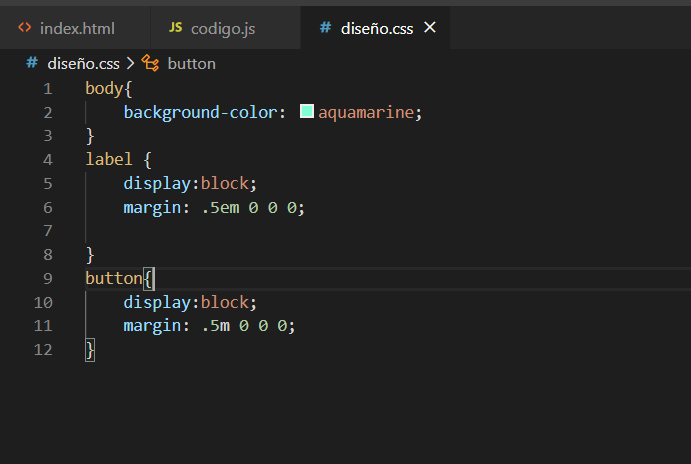 index.html JS codigo.js # diseño.css ×
# diseño.css > button
1 body{
2 background-color: aquamarine;
3 }
4 label {
5 display:block;
6 margin: .5em 0 0 0;
7
8 }
9 button{
10 display:block;
11 margin: .5m 0 0 0;
12 }